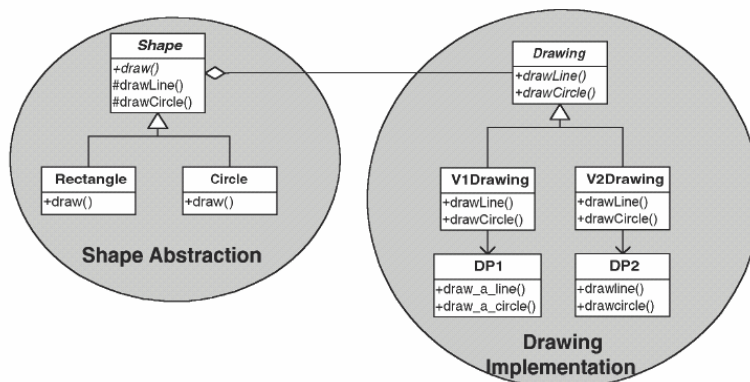 Shape
+draw()
#drawLine()
#drawCircle()
Rectangle
+draw()
Circle
+draw()
Shape Abstraction
Drawing
+drawLine()
+drawCircle()
V1Drawing
+drawLine()
+drawCircle()
V2Drawing
+drawLine()
+drawCircle()
DP1
+draw_a_line()
+draw_a_circle()
DP2
+drawline()
+drawcircle()
Drawing
Implementation